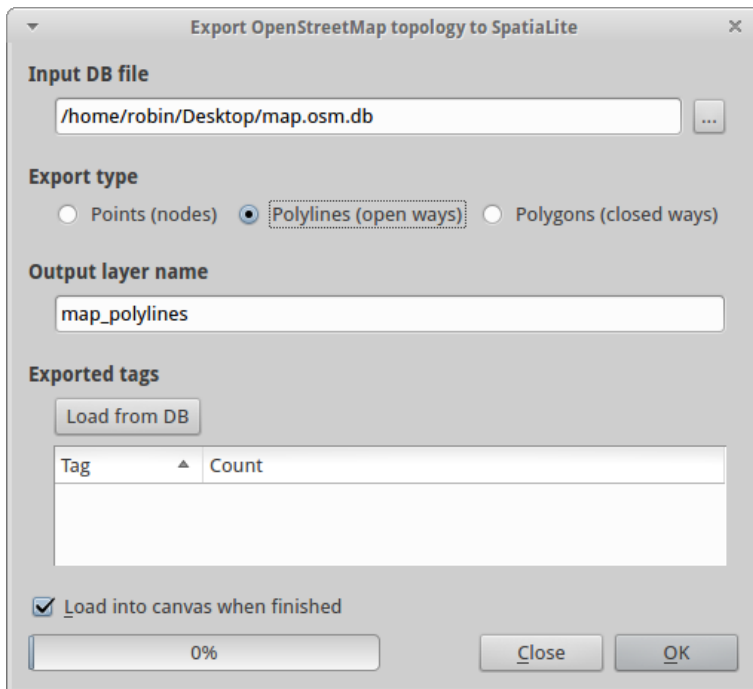 Export OpenStreetMap topology to SpatiaLite
Input DB file
/home/robin/Desktop/map.osm.db
...
Export type
Points (nodes) Polylines (open ways) Polygons (closed ways)
Output layer name
map_polylines
Exported tags
Load from DB
Tag Count
Load into canvas when finished
0% Close OK